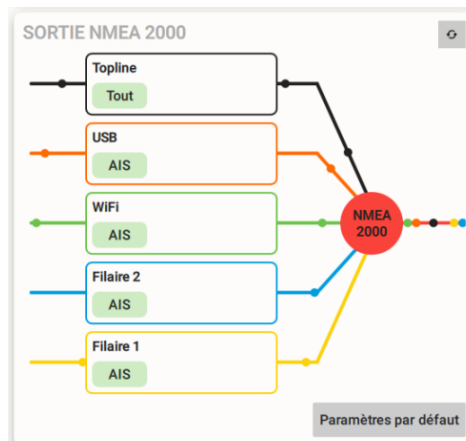 SORTIE NMEA 2000
Topline
Tout
USB
AIS
WiFi
AIS
NMEA
2000
Filaire 2
AIS
Filaire 1
AIS
Paramètres par défaut